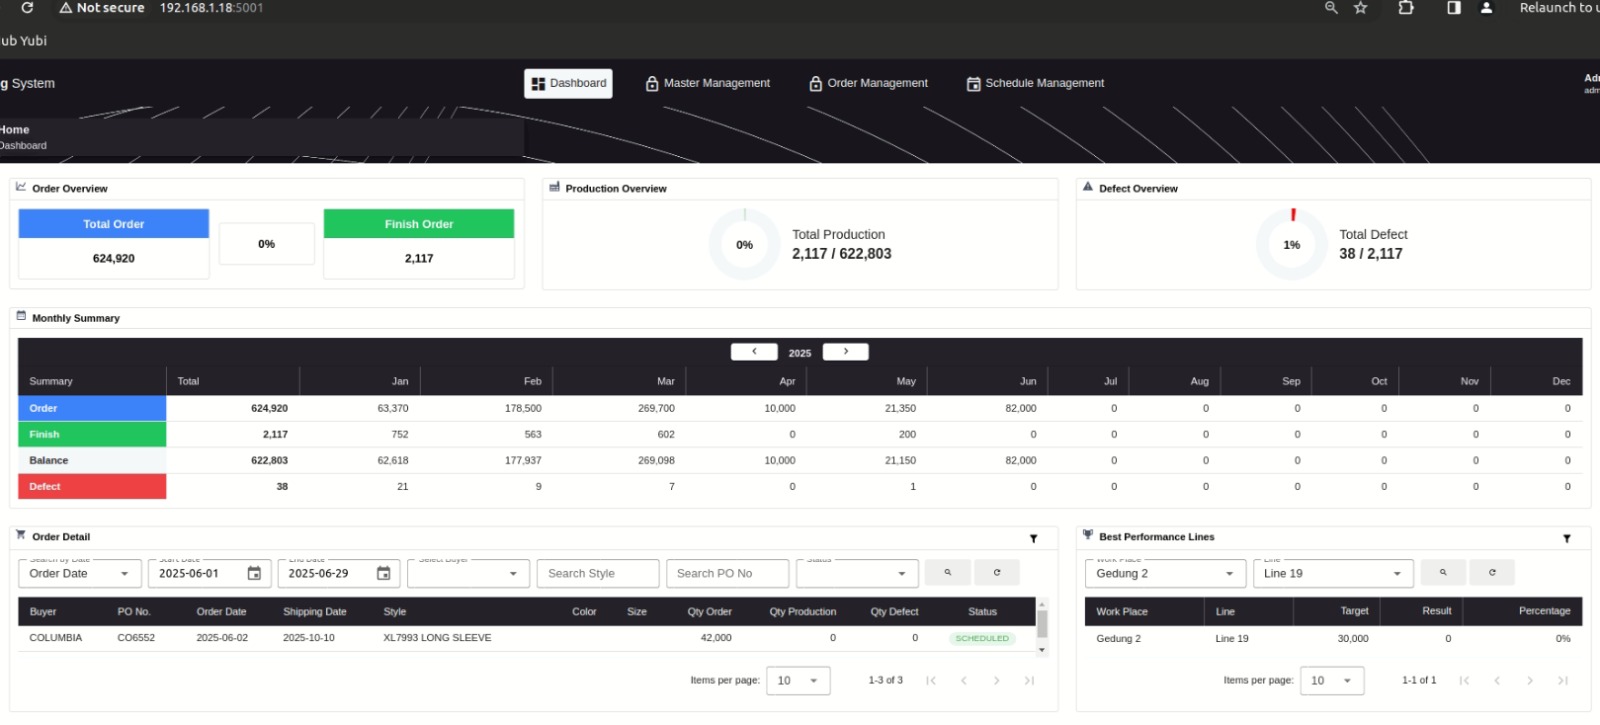 Not secure 192.168.1.18:5001 Relaunch to u
ub Yubi
g System Dashboard Master Management Order Management Schedule Management Adm
adm
Home
Dashboard
Order Overview
Total Order 0% Finish Order
624,920 2,117
Production Overview
0% Total Production
2,117 / 622,803
Defect Overview
1% Total Defect
38 / 2,117
Monthly Summary
2025
Summary Total Jan Feb Mar Apr May Jun Jul Aug Sep Oct Nov Dec
Order 624,920 63,370 178,500 269,700 10,000 21,350 82,000 0 0 0 0 0 0
Finish 2,117 752 563 602 0 200 0 0 0 0 0 0 0
Balance 622,803 62,618 177,937 269,098 10,000 21,150 82,000 0 0 0 0 0 0
Defect 38 21 9 7 0 1 0 0 0 0 0 0 0
Order Detail
Search By Date Start Date End Date Select Buyer Status
Order Date 2025-06-01 2025-06-29 Search Style Search PO No
Buyer PO No. Order Date Shipping Date Style Color Size Qty Order Qty Production Qty Defect Status
COLUMBIA CO6552 2025-06-02 2025-10-10 XL7993 LONG SLEEVE 42,000 0 0 SCHEDULED
Items per page: 10 1-3 of 3
Best Performance Lines
Work Place Line
Gedung 2 Line 19
Work Place Line Target Result Percentage
Gedung 2 Line 19 30,000 0 0%
Items per page: 10 1-1 of 1